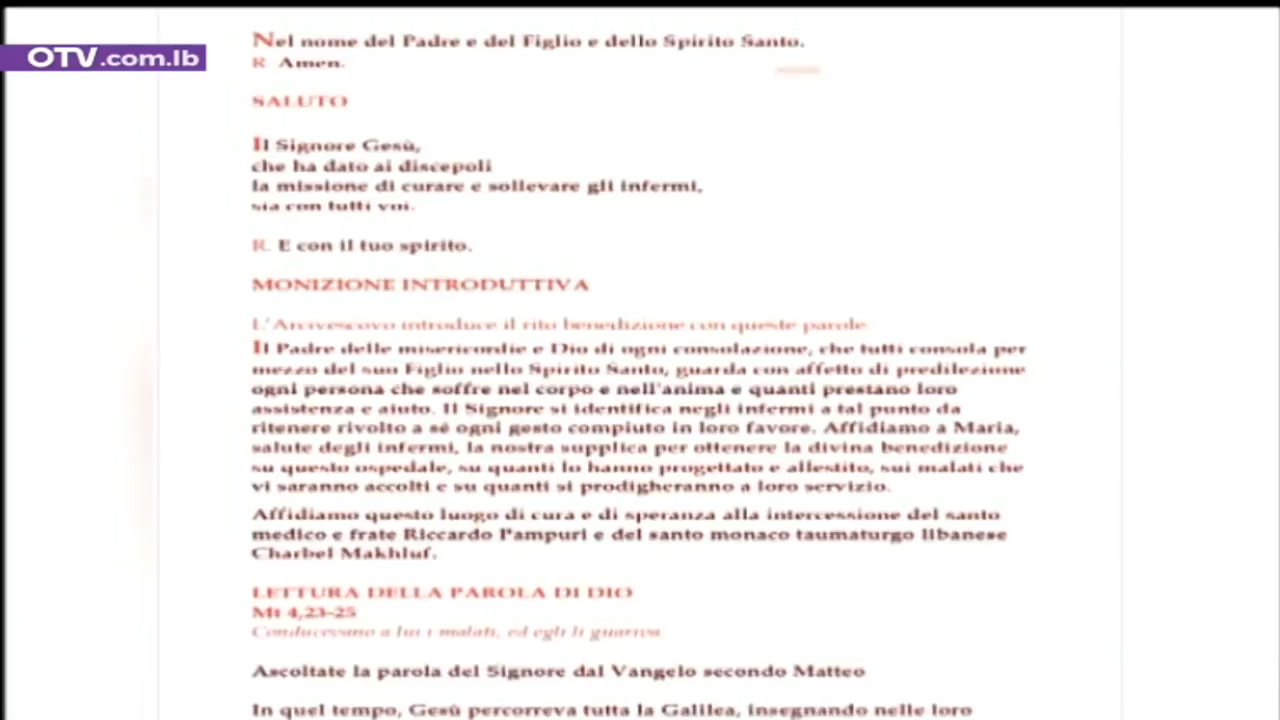 OTV.com.lb
Nel nome del Padre e del Figlio e dello Spirito Santo.
R. Amen.
SALUTO
Il Signore Gesù,
che ha dato ai discepoli
la missione di curare e sollevare gli infermi,
sia con tutti voi.
R. E con il tuo spirito.
MONIZIONE INTRODUTTIVA
L'Arcivescovo introduce il rito benedizione con queste parole:
Il Padre delle misericordie e Dio di ogni consolazione, che tutti consola per
mezzo del suo Figlio nello Spirito Santo, guarda con affetto di predilezione
ogni persona che soffre nel corpo e nell'anima e quanti prestano loro
assistenza e aiuto. Il Signore si identifica negli infermi a tal punto da
ritenere rivolto a sé ogni gesto compiuto in loro favore. Affidiamo a Maria,
salute degli infermi, la nostra supplica per ottenere la divina benedizione
su questo ospedale, su quanti lo hanno progettato e allestito, sui malati che
vi saranno accolti e su quanti si prodigheranno a loro servizio.
Affidiamo questo luogo di cura e di speranza alla intercessione del santo
medico e frate Riccardo Pampuri e del santo monaco taumaturgo libanese
Charbel Makhluf.
LETTURA DELLA PAROLA DI DIO
Mt 4,23-25
Conducevano a lui i malati, ed egli li guariva
Ascoltate la parola del Signore dal Vangelo secondo Matteo
In quel tempo, Gesù percorreva tutta la Galilea, insegnando nelle loro